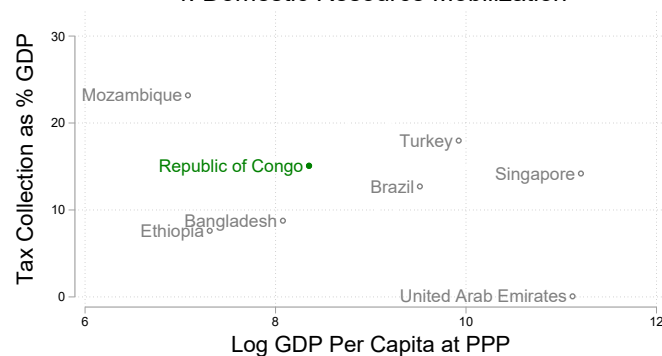 Tax Collection as % GDP
30
20
10
0
Mozambique
Turkey
Republic of Congo
Singapore
Brazil
Bangladesh
Ethiopia
United Arab Emirates
6
8
10
12
Log GDP Per Capita at PPP